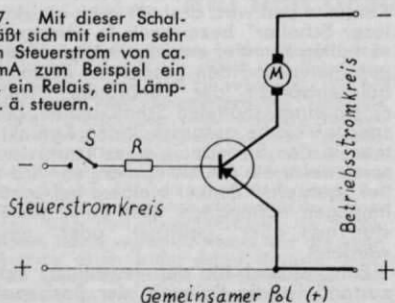 7. Mit dieser Schal-
äßt sich mit einem sehr
n Steuerstrom von ca.
mA zum Beispiel ein
, ein Relais, ein Lämp-
. ä. steuern.
−
M
S
R
−
Steuerstromkreis
Betriebsstromkreis
+
+
Gemeinsamer Pol (+)